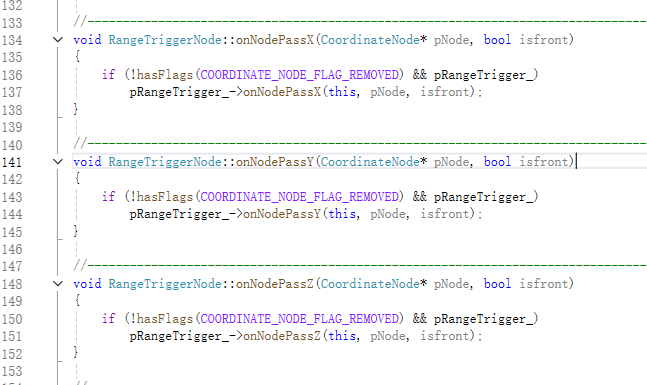 132
133 //------------------------------------------------------------------------------
134 void RangeTriggerNode::onNodePassX(CoordinateNode* pNode, bool isfront)
135 {
136 if (!hasFlags(COORDINATE_NODE_FLAG_REMOVED) && pRangeTrigger_)
137 pRangeTrigger_->onNodePassX(this, pNode, isfront);
138 }
139
140 //------------------------------------------------------------------------------
141 void RangeTriggerNode::onNodePassY(CoordinateNode* pNode, bool isfront)
142 {
143 if (!hasFlags(COORDINATE_NODE_FLAG_REMOVED) && pRangeTrigger_)
144 pRangeTrigger_->onNodePassY(this, pNode, isfront);
145 }
146
147 //------------------------------------------------------------------------------
148 void RangeTriggerNode::onNodePassZ(CoordinateNode* pNode, bool isfront)
149 {
150 if (!hasFlags(COORDINATE_NODE_FLAG_REMOVED) && pRangeTrigger_)
151 pRangeTrigger_->onNodePassZ(this, pNode, isfront);
152 }
153